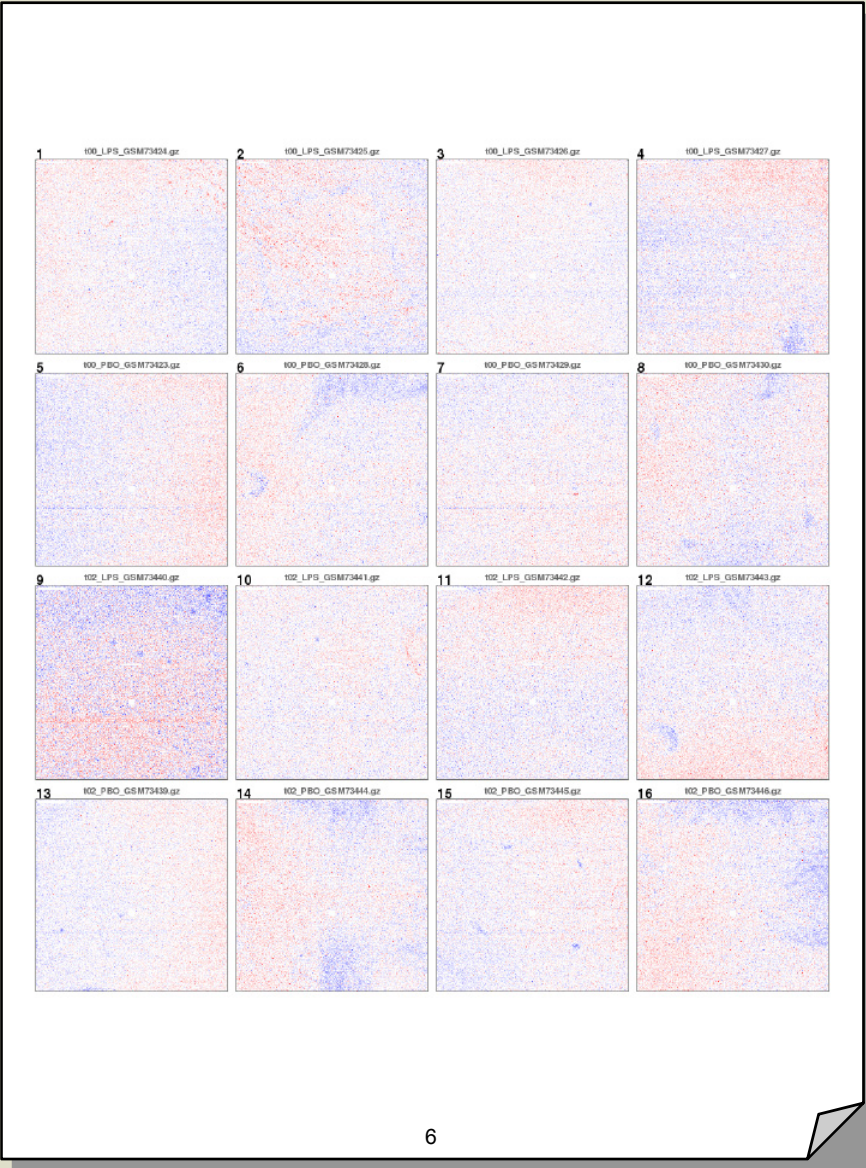 1 t00_LPS_GSM73424.gz 2 t00_LPS_GSM73425.gz 3 t00_LPS_GSM73426.gz 4 t00_LPS_GSM73427.gz
5 t00_PBO_GSM73423.gz 6 t00_PBO_GSM73428.gz 7 t00_PBO_GSM73429.gz 8 t00_PBO_GSM73430.gz
9 t02_LPS_GSM73440.gz 10 t02_LPS_GSM73441.gz 11 t02_LPS_GSM73442.gz 12 t02_LPS_GSM73443.gz
13 t02_PBO_GSM73439.gz 14 t02_PBO_GSM73444.gz 15 t02_PBO_GSM73445.gz 16 t02_PBO_GSM73446.gz
6